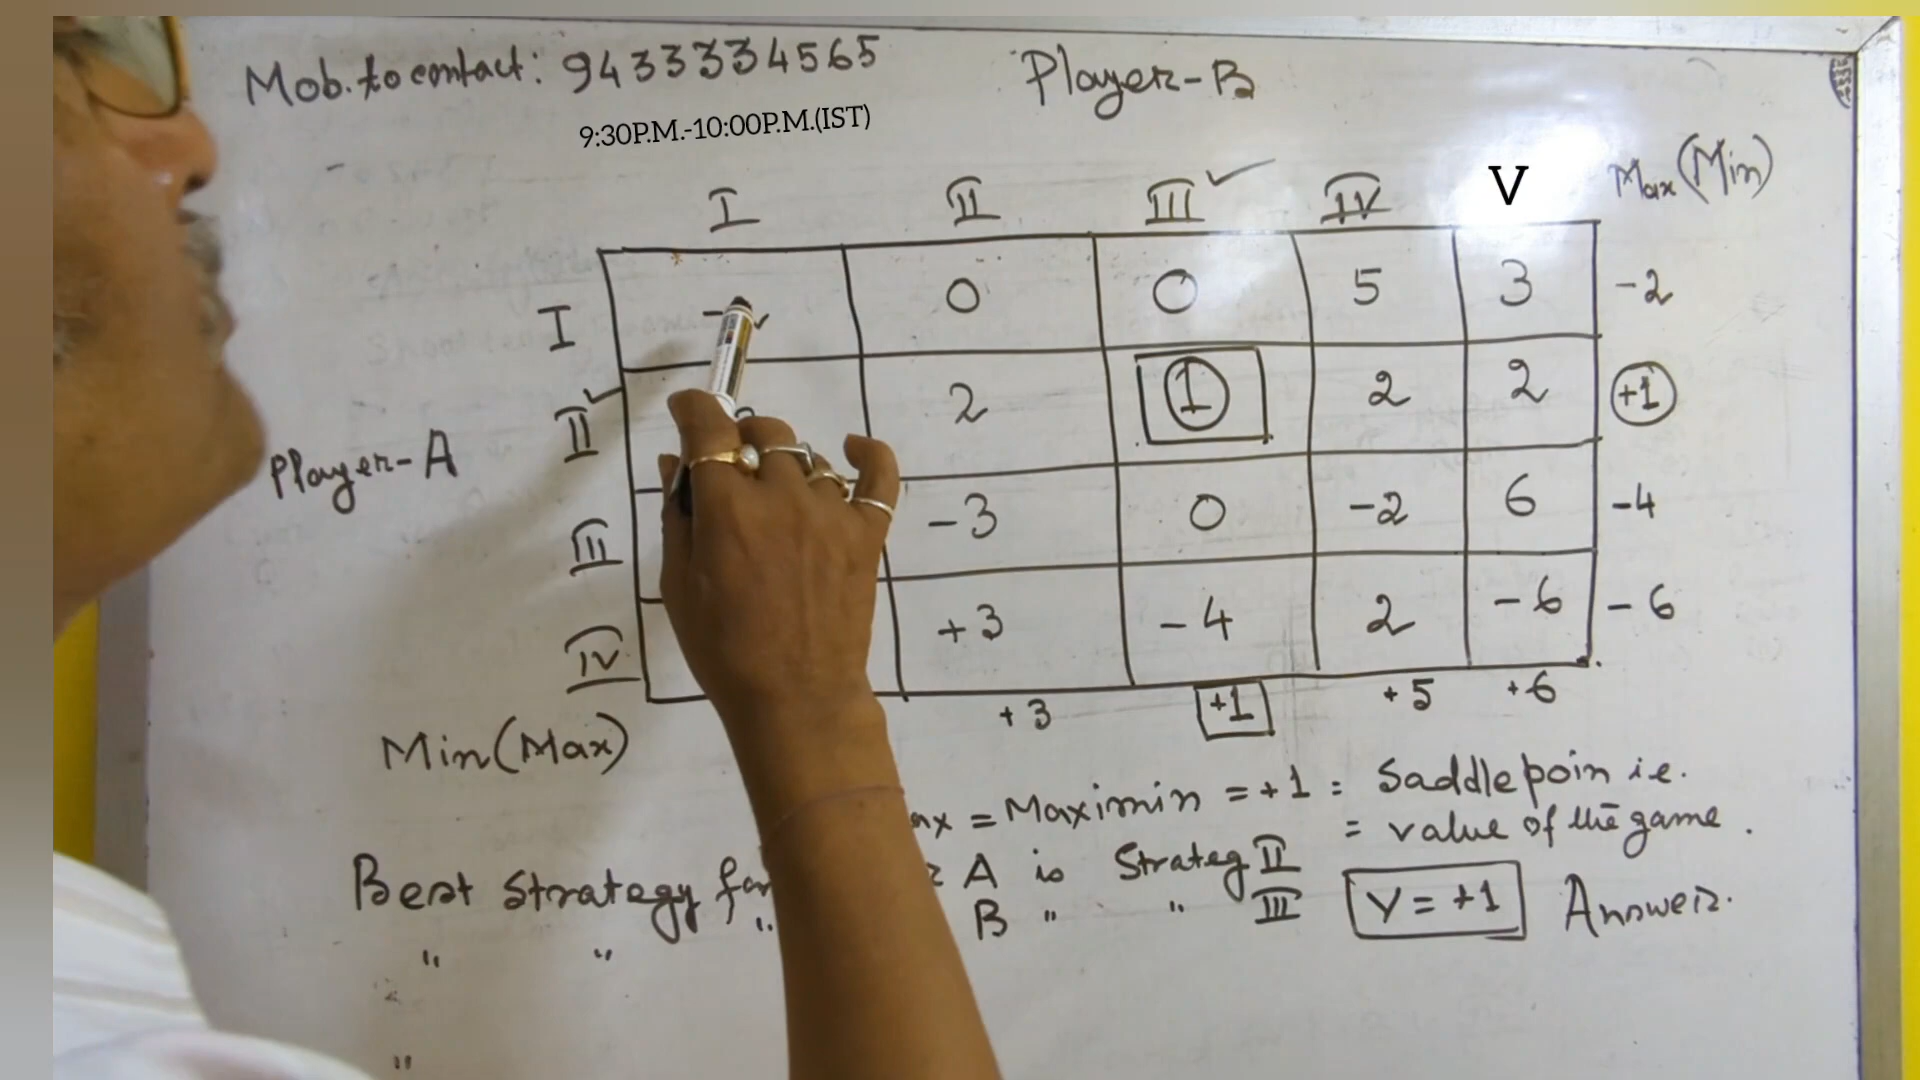 Mob. to contact: 9433334565
Player-B
9:30P.M.-10:00P.M.(IST)
I II III ✓ IV V Max (Min)
I 0 0 5 3 -2
II ✓ 2 1 2 2 +1
Player-A
III -3 0 -2 6 -4
IV +3 -4 2 -6 -6
Min (Max) +3 +1 +5 +6
ax = Maximin = +1 = Saddle poin i.e.
= value of the game.
Best Strategy for A is Strateg II
" " " B " " III V = +1 Answer.